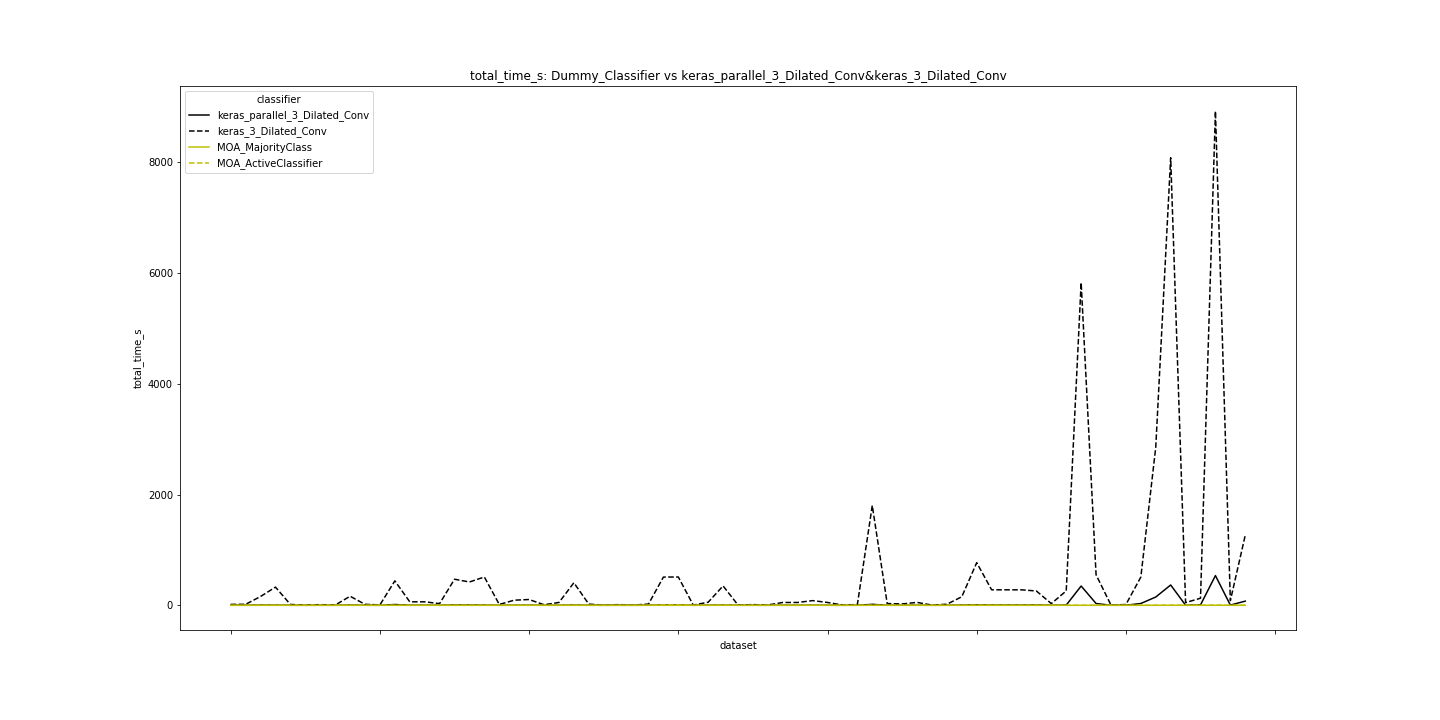 total_time_s: Dummy_Classifier vs keras_parallel_3_Dilated_Conv&keras_3_Dilated_Conv
classifier
keras_parallel_3_Dilated_Conv
keras_3_Dilated_Conv
MOA_MajorityClass
MOA_ActiveClassifier
total_time_s
8000
6000
4000
2000
0
dataset